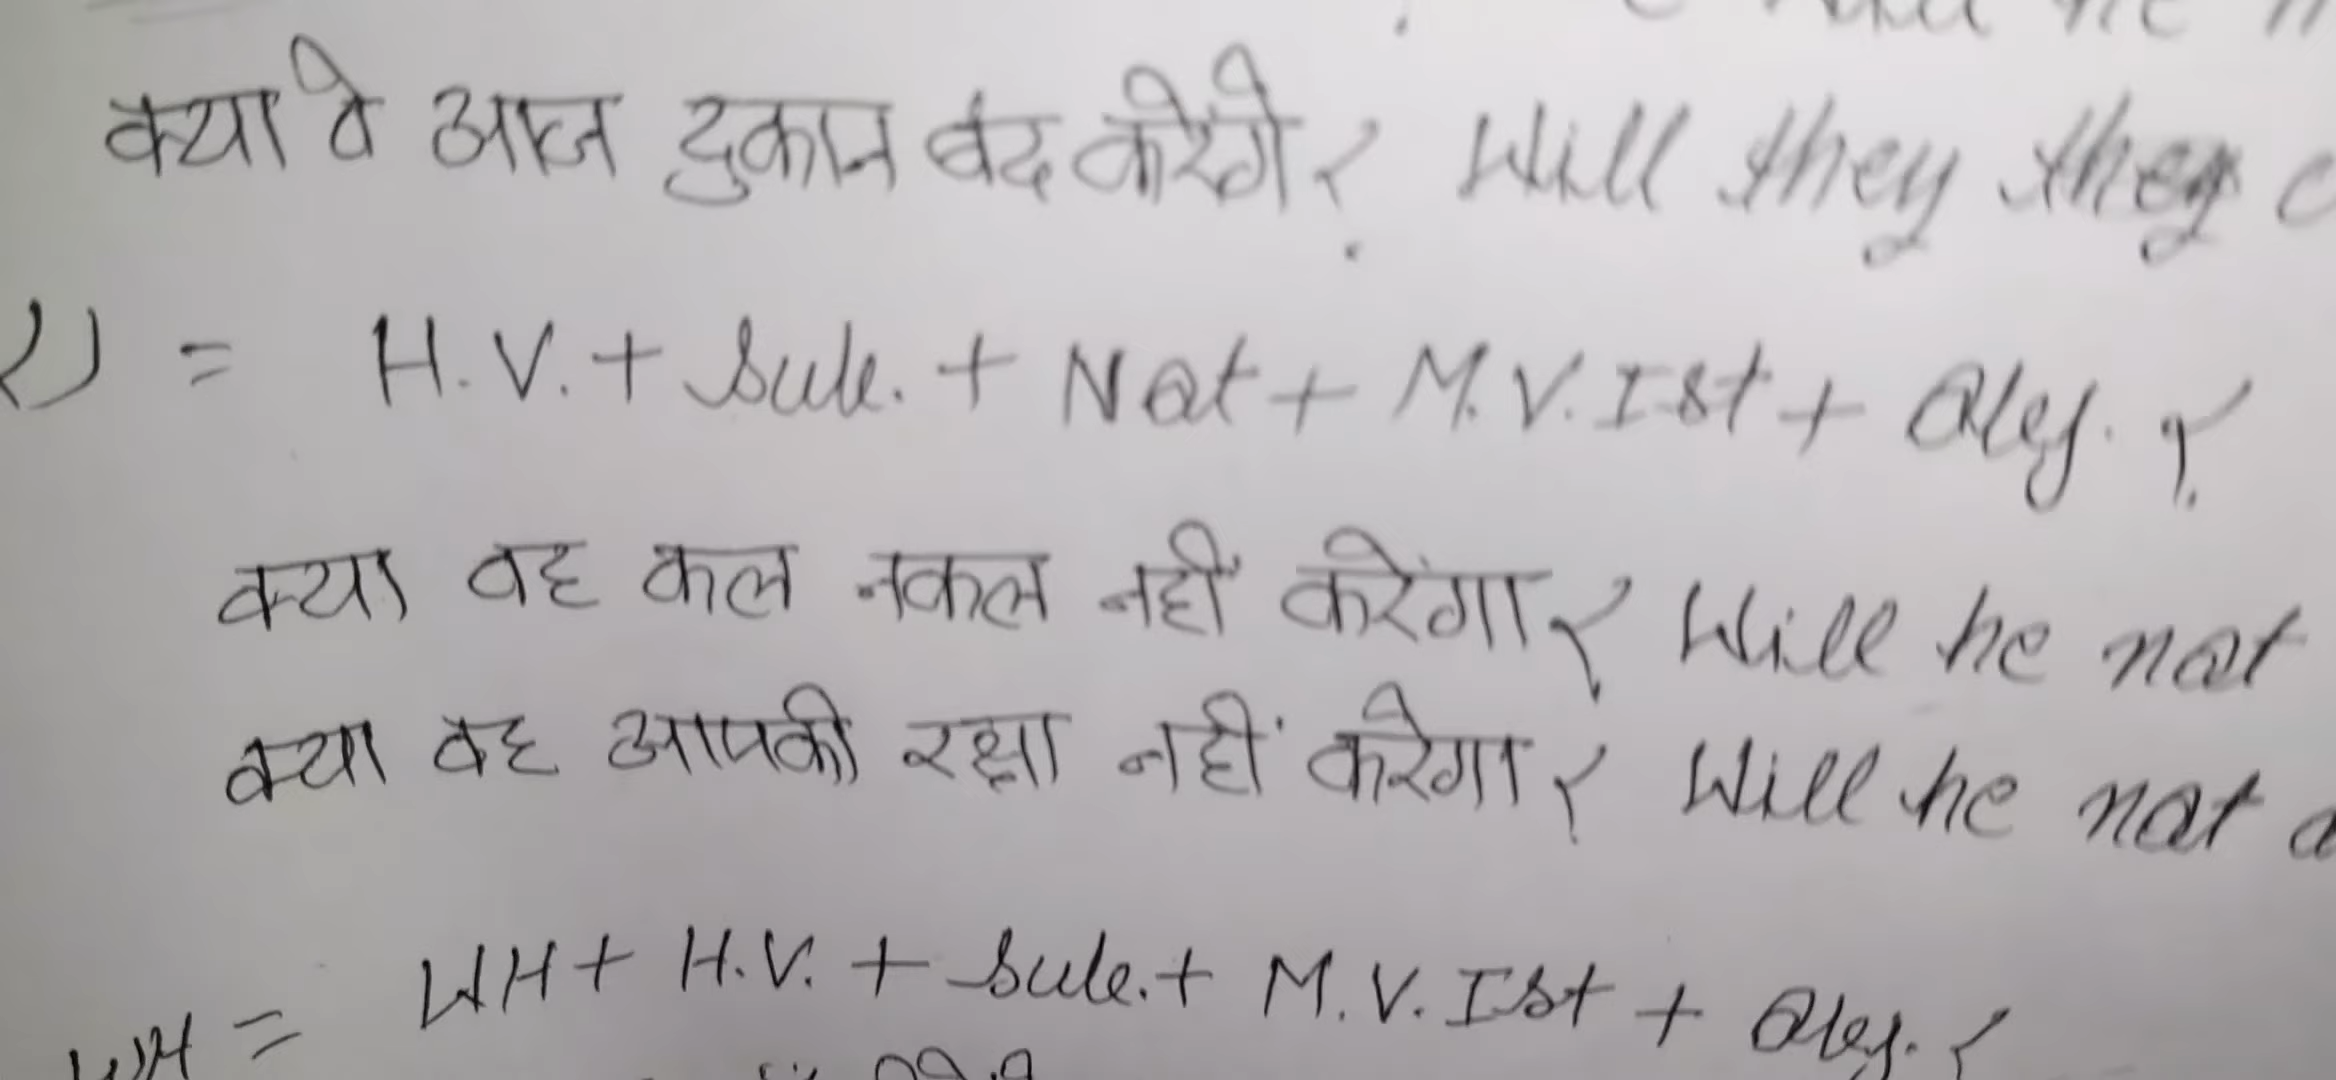 क्या वे आज दुकान बंद करेंगे? Will they they
= H.V. + Sub. + Not + M.V. Ist + Obj. ?
क्या वह कल नकल नहीं करेंगा? Will he not
क्या वह आपकी रक्षा नहीं करेगा? Will he not
WH = WH + H.V. + Sub. + M.V. Ist + Obj. ?